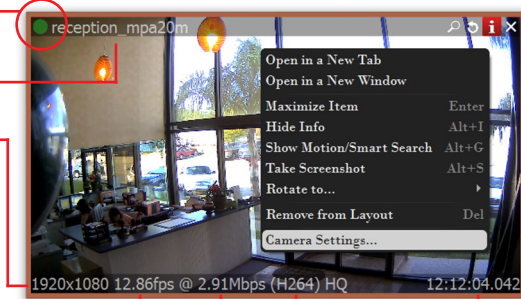 reception_mpa20m
i
Open in a New Tab
Open in a New Window
Maximize Item Enter
Hide Info Alt+I
Show Motion/Smart Search Alt+G
Take Screenshot Alt+S
Rotate to...
Remove from Layout Del
Camera Settings...
1920x1080 12.86fps @ 2.91Mbps (H264) HQ 12:12:04.042